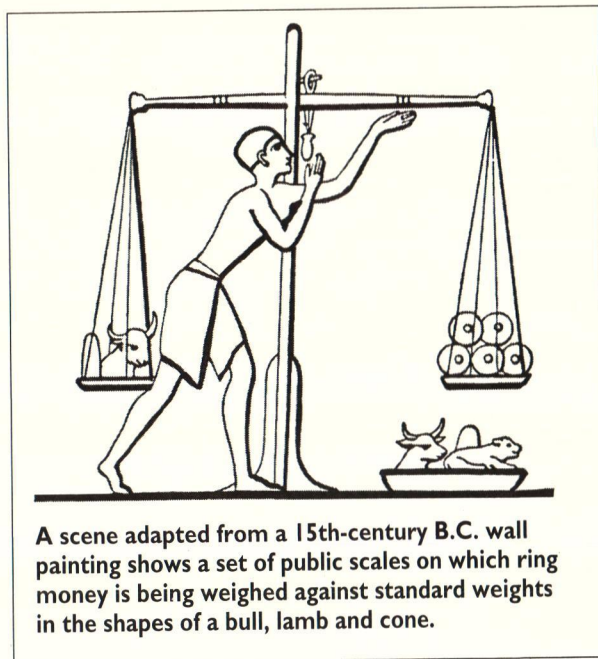 A scene adapted from a 15th-century B.C. wall
painting shows a set of public scales on which ring
money is being weighed against standard weights
in the shapes of a bull, lamb and cone.